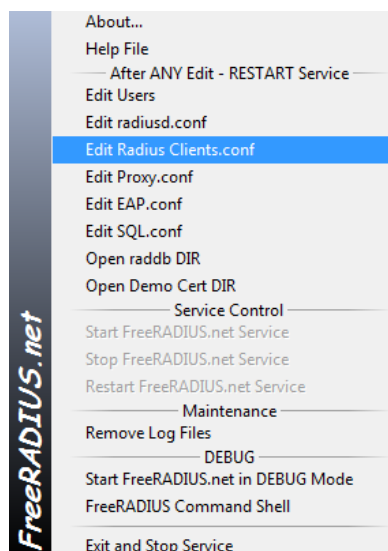 About...
Help File
After ANY Edit - RESTART Service
Edit Users
Edit radiusd.conf
Edit Radius Clients.conf
Edit Proxy.conf
Edit EAP.conf
Edit SQL.conf
Open raddb DIR
Open Demo Cert DIR
Service Control
Start FreeRADIUS.net Service
Stop FreeRADIUS.net Service
Restart FreeRADIUS.net Service
Maintenance
Remove Log Files
DEBUG
Start FreeRADIUS.net in DEBUG Mode
FreeRADIUS Command Shell
Exit and Stop Service
FreeRADIUS.net